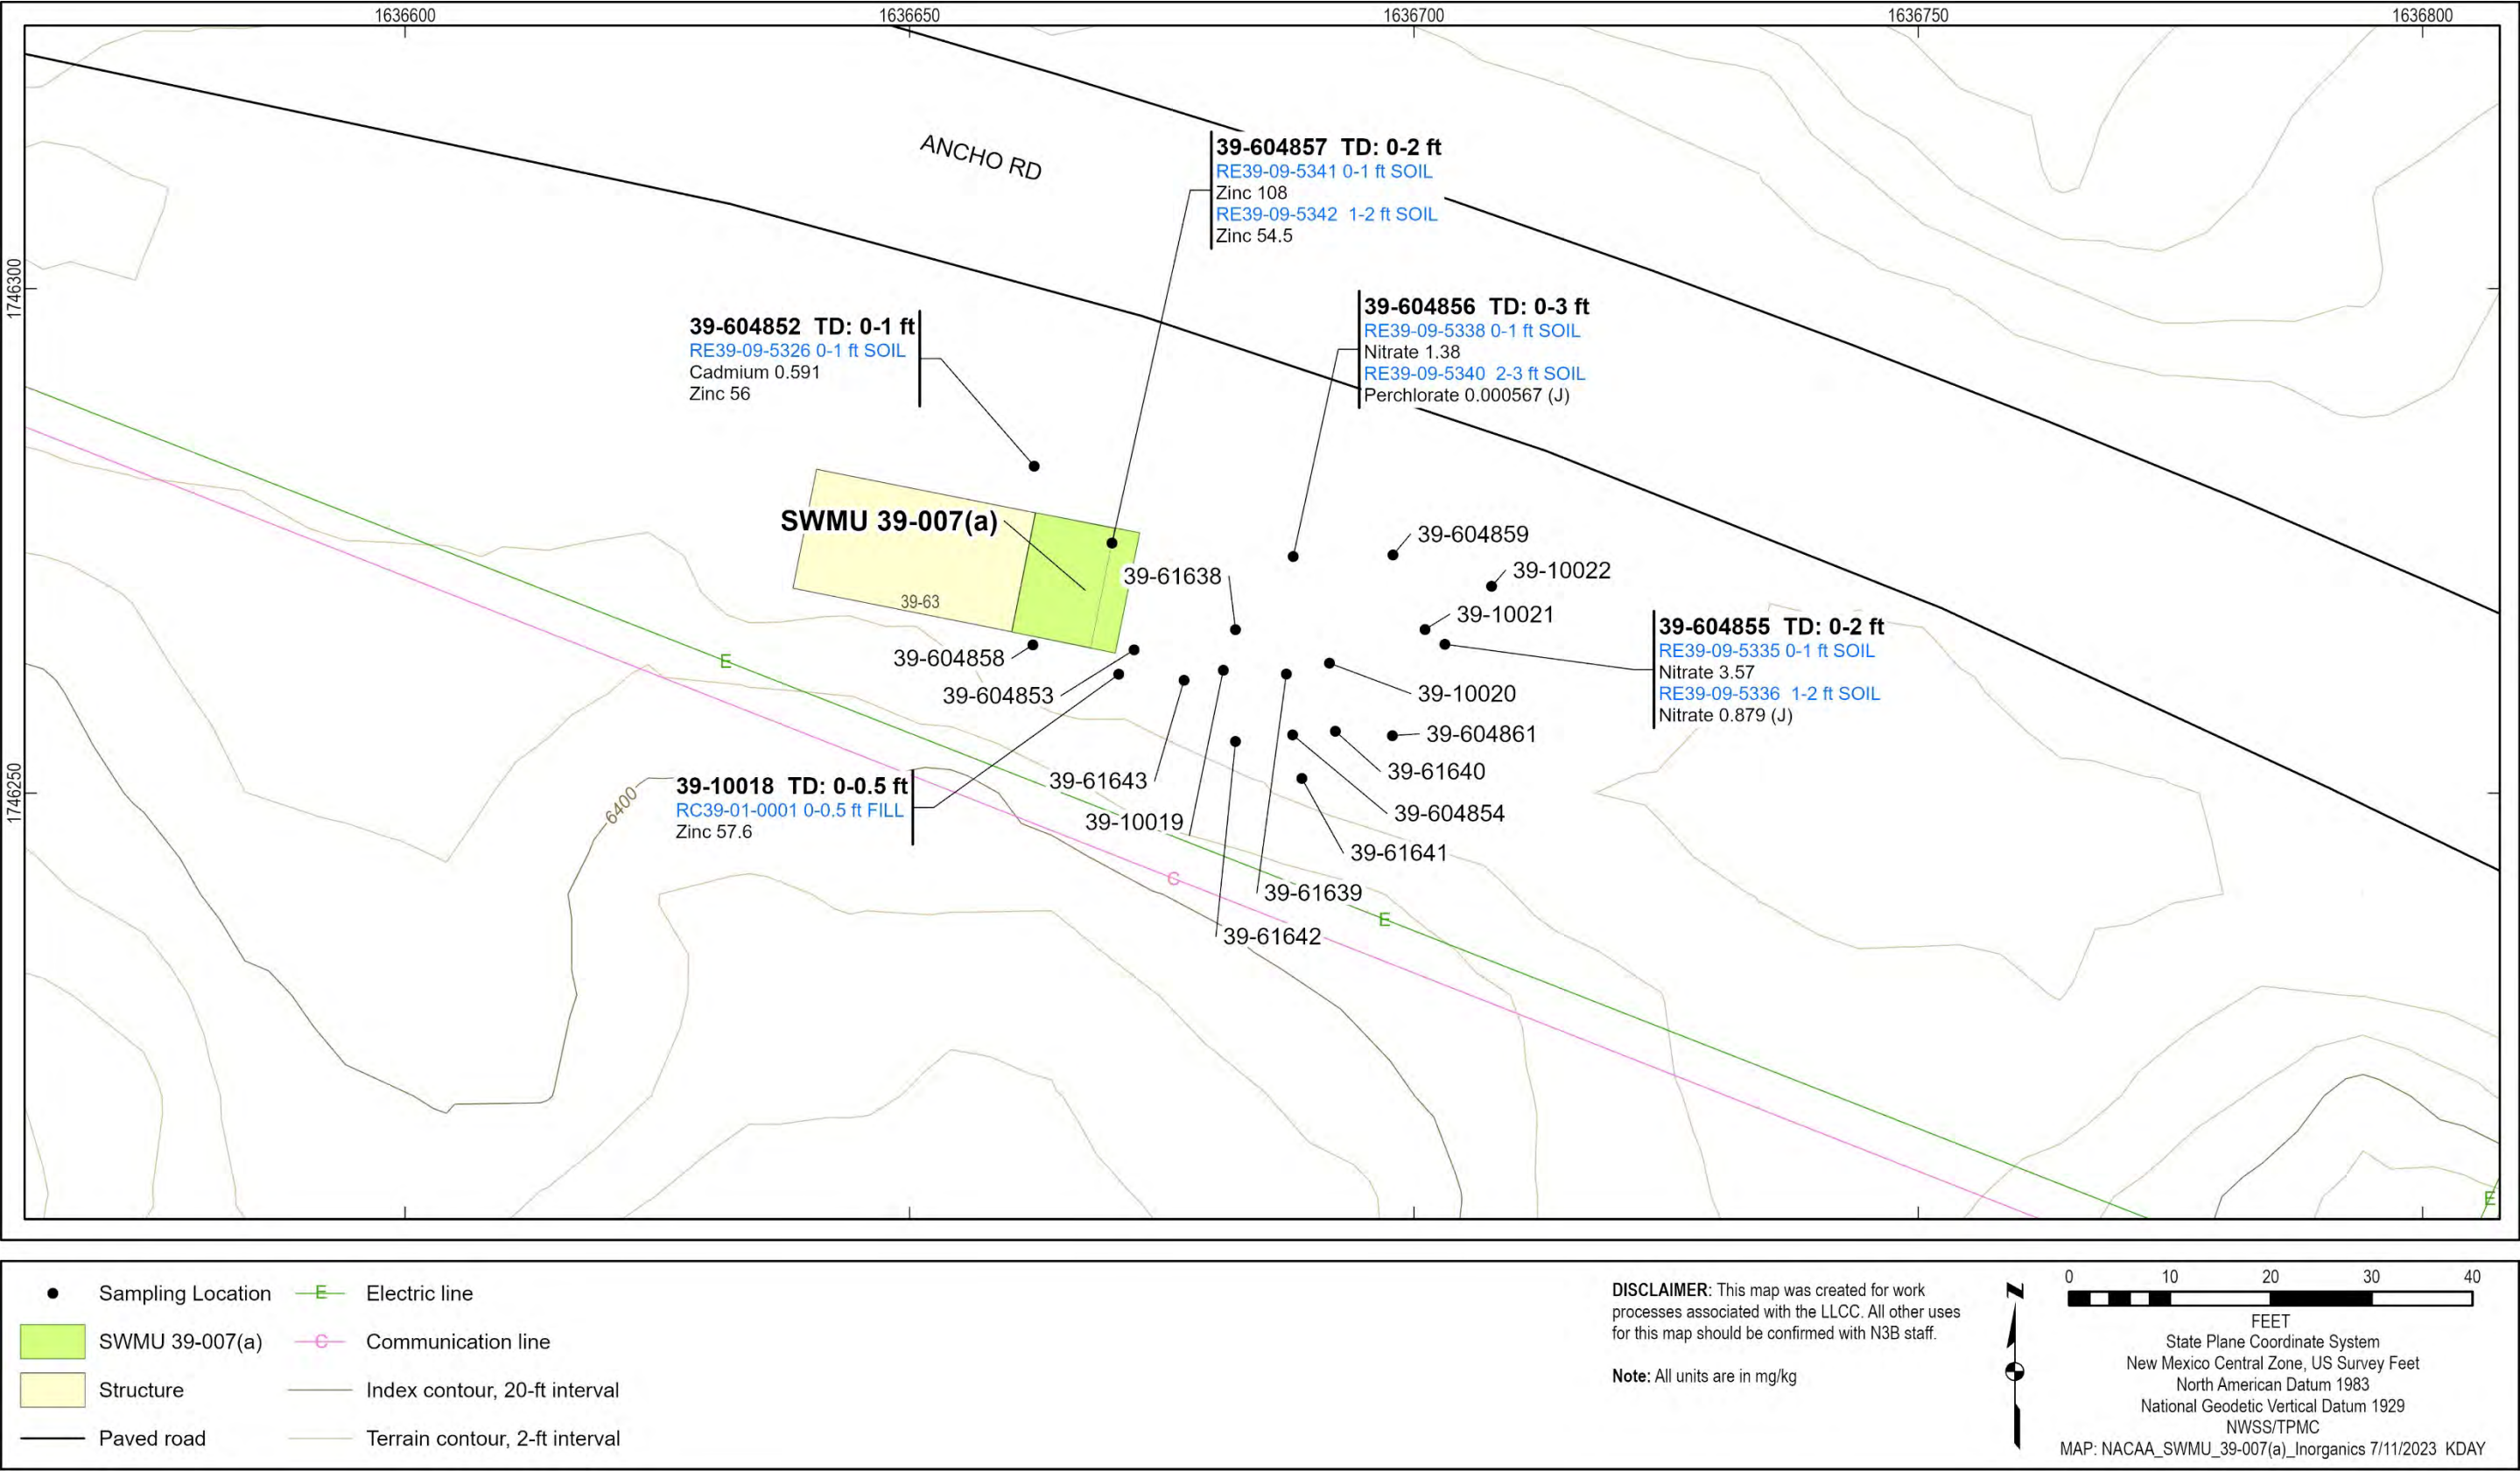 1636600
1636650
1636700
1636750
1636800
1746300
1746250
ANCHO RD
39-604857 TD: 0-2 ft
RE39-09-5341 0-1 ft SOIL
Zinc 108
RE39-09-5342 1-2 ft SOIL
Zinc 54.5
39-604852 TD: 0-1 ft
RE39-09-5326 0-1 ft SOIL
Cadmium 0.591
Zinc 56
39-604856 TD: 0-3 ft
RE39-09-5338 0-1 ft SOIL
Nitrate 1.38
RE39-09-5340 2-3 ft SOIL
Perchlorate 0.000567 (J)
SWMU 39-007(a)
39-63
39-61638
39-604859
39-10022
39-10021
39-604855 TD: 0-2 ft
RE39-09-5335 0-1 ft SOIL
Nitrate 3.57
RE39-09-5336 1-2 ft SOIL
Nitrate 0.879 (J)
39-604858
39-604853
39-10020
39-604861
39-61640
39-604854
39-61643
39-10018 TD: 0-0.5 ft
RC39-01-0001 0-0.5 ft FILL
Zinc 57.6
39-10019
39-61641
39-61639
39-61642
6400
E
C
E
E
Sampling Location
SWMU 39-007(a)
Structure
Paved road
E Electric line
C Communication line
Index contour, 20-ft interval
Terrain contour, 2-ft interval
DISCLAIMER: This map was created for work
processes associated with the LLCC. All other uses
for this map should be confirmed with N3B staff.
Note: All units are in mg/kg
N
0 10 20 30 40
FEET
State Plane Coordinate System
New Mexico Central Zone, US Survey Feet
North American Datum 1983
National Geodetic Vertical Datum 1929
NWSS/TPMC
MAP: NACAA_SWMU_39-007(a)_Inorganics 7/11/2023 KDAY